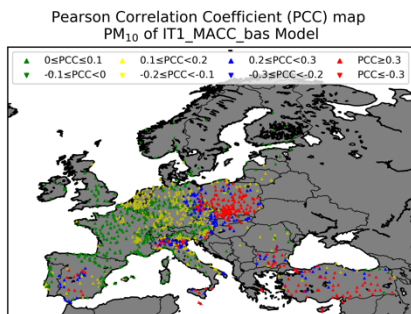 Pearson Correlation Coefficient (PCC) map
PM₁₀ of IT1_MACC_bas Model
0≤PCC≤0.1 0.1≤PCC<0.2 0.2≤PCC<0.3 PCC≥0.3
-0.1≤PCC<0 -0.2≤PCC<-0.1 -0.3≤PCC<-0.2 PCC≤-0.3